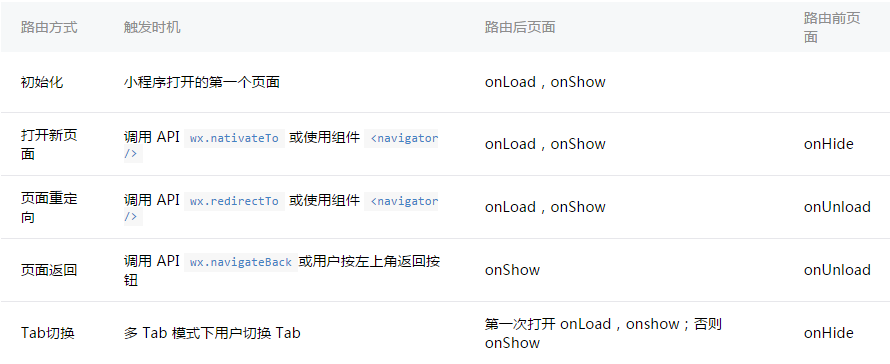 路由方式 触发时机 路由后页面 路由前页
面
初始化 小程序打开的第一个页面 onLoad，onShow
打开新页
面 调用 API wx.nativateTo 或使用组件 <navigator
/> onLoad，onShow onHide
页面重定
向 调用 API wx.redirectTo 或使用组件 <navigator
/> onLoad，onShow onUnload
页面返回 调用 API wx.navigateBack 或用户按左上角返回按
钮 onShow onUnload
Tab切换 多 Tab 模式下用户切换 Tab 第一次打开 onLoad，onshow；否则
onShow onHide